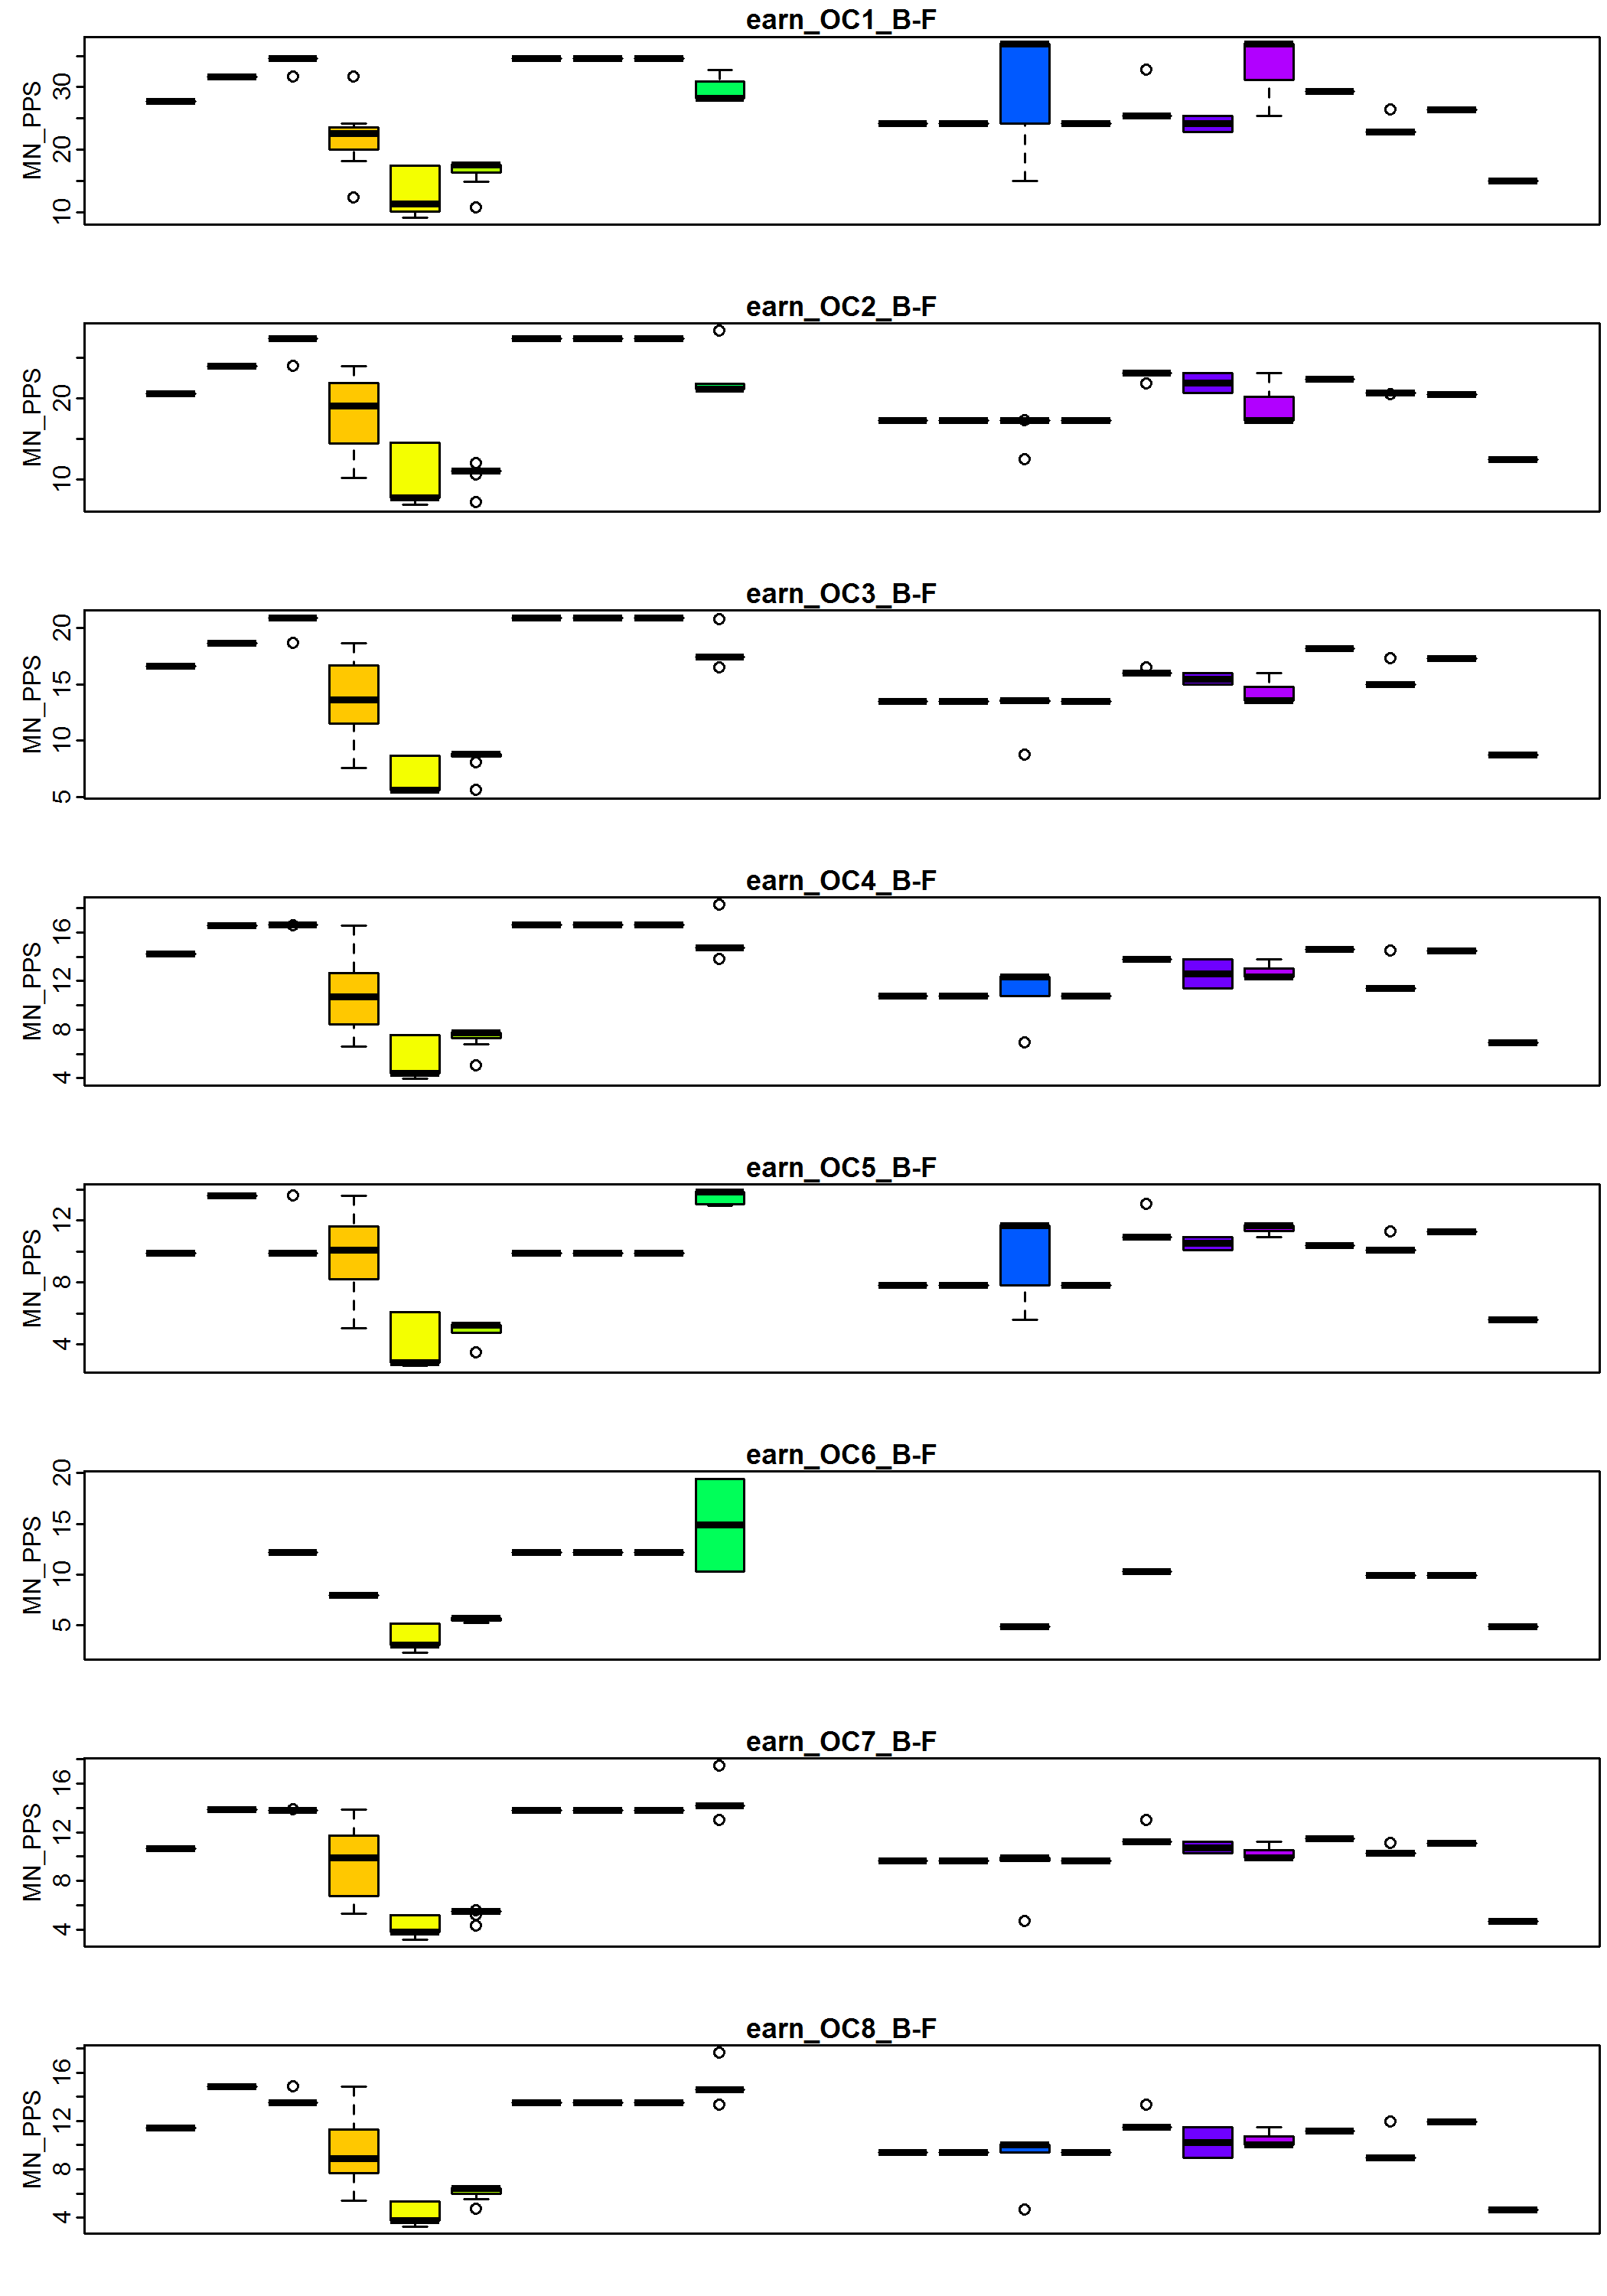 earn_OC1_B-F
MN_PPS
10 20 30
earn_OC2_B-F
MN_PPS
10 20
earn_OC3_B-F
MN_PPS
5 10 15 20
earn_OC4_B-F
MN_PPS
4 8 12 16
earn_OC5_B-F
MN_PPS
4 8 12
earn_OC6_B-F
MN_PPS
5 10 15 20
earn_OC7_B-F
MN_PPS
4 8 12 16
earn_OC8_B-F
MN_PPS
4 8 12 16